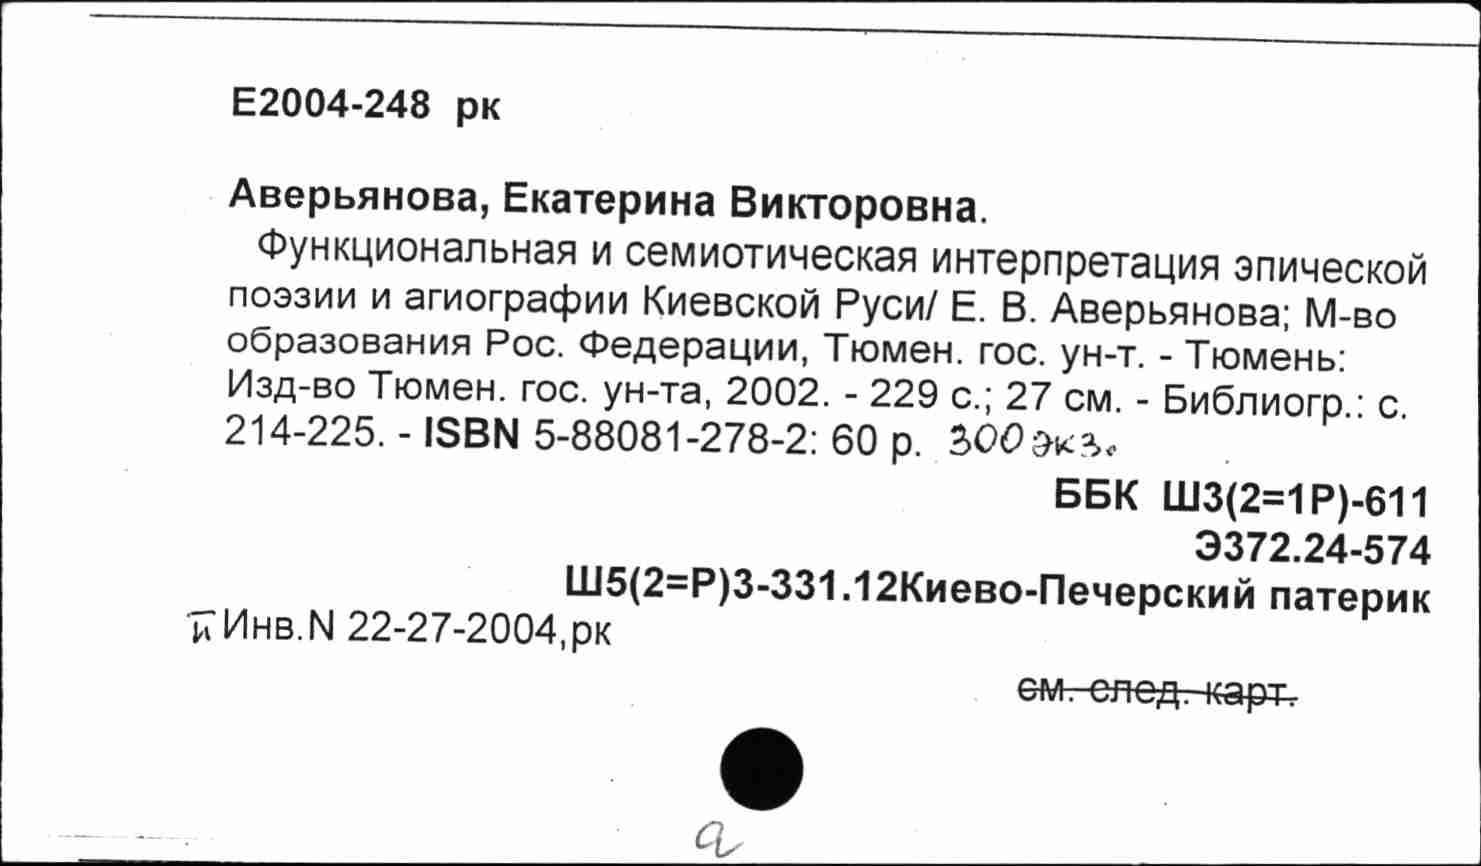 Е2004-248 рк
Аверьянова, Екатерина Викторовна.
Функциональная и семиотическая интерпретация эпической
поэзии и агиографии Киевской Руси/ Е. В. Аверьянова; М-во
образования Рос. Федерации, Тюмен. гос. ун-т. - Тюмень:
Изд-во Тюмен. гос. ун-та, 2002. - 229 с.; 27 см. - Библиогр.: с.
214-225. - ISBN 5-88081-278-2: 60 р. 300 экз.
ББК Ш3(2=1Р)-611
Э372.24-574
Ш5(2=Р)3-331.12Киево-Печерский патерик
Инв.N 22-27-2004,рк
см. след. карт.
а